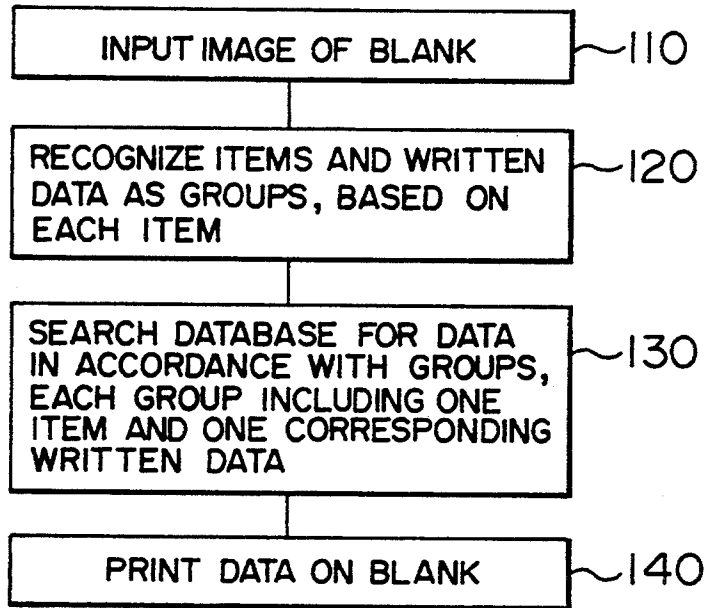 INPUT IMAGE OF BLANK 110
RECOGNIZE ITEMS AND WRITTEN 120
DATA AS GROUPS, BASED ON
EACH ITEM
SEARCH DATABASE FOR DATA
IN ACCORDANCE WITH GROUPS, 130
EACH GROUP INCLUDING ONE
ITEM AND ONE CORRESPONDING
WRITTEN DATA
PRINT DATA ON BLANK 140